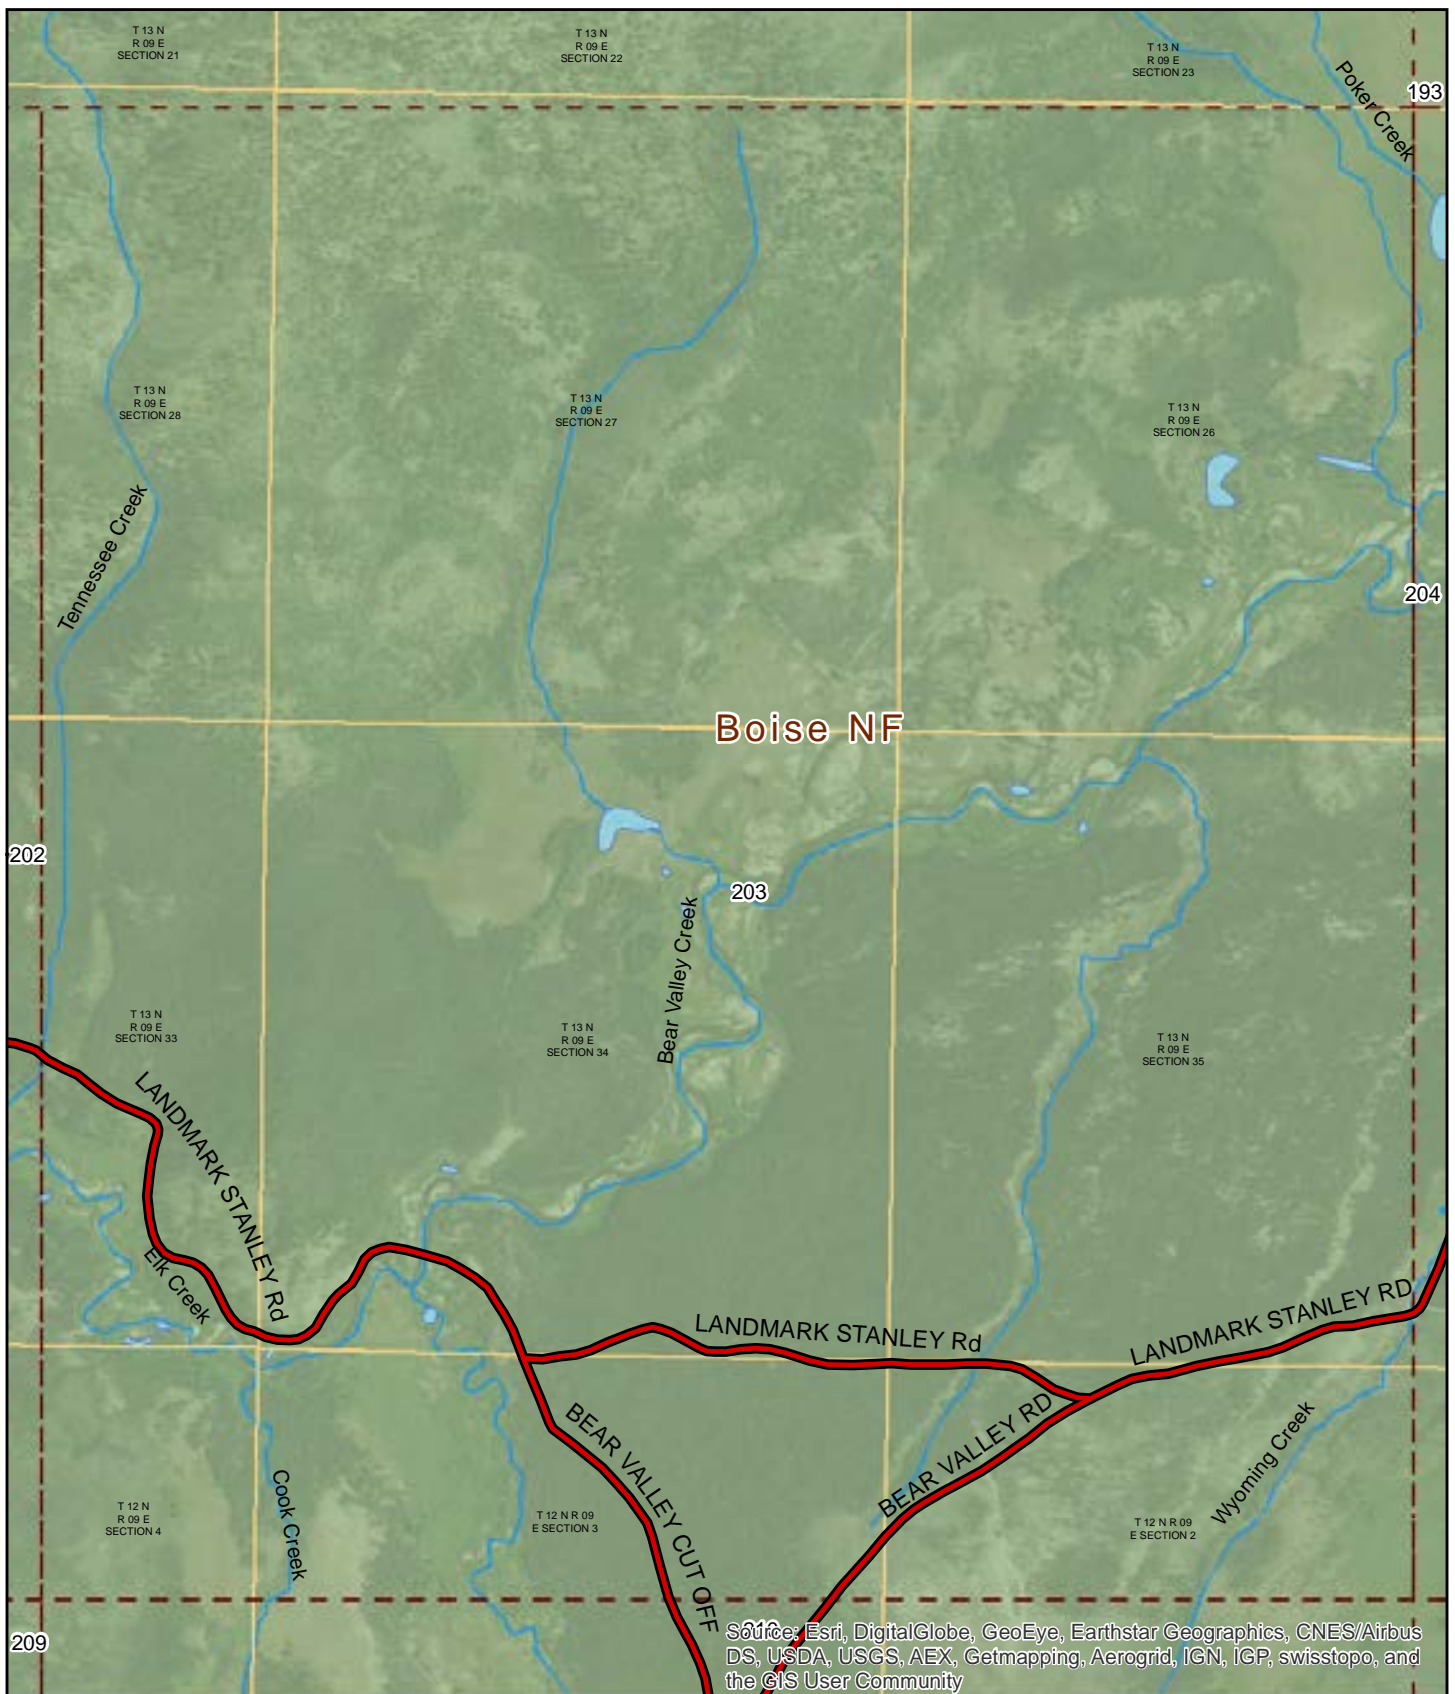 T 13 N
R 09 E
SECTION 21
T 13 N
R 09 E
SECTION 22
T 13 N
R 09 E
SECTION 23
Poker Creek
193
T 13 N
R 09 E
SECTION 28
T 13 N
R 09 E
SECTION 27
T 13 N
R 09 E
SECTION 26
Tennessee Creek
204
Boise NF
202
203
Bear Valley Creek
T 13 N
R 09 E
SECTION 33
T 13 N
R 09 E
SECTION 34
T 13 N
R 09 E
SECTION 35
LANDMARK STANLEY Rd
Elk Creek
LANDMARK STANLEY Rd
LANDMARK STANLEY RD
BEAR VALLEY CUT OFF
BEAR VALLEY RD
Wyoming Creek
Cook Creek
T 12 N
R 09 E
SECTION 4
T 12 N R 09
E SECTION 3
T 12 N R 09
E SECTION 2
209
Source: Esri, DigitalGlobe, GeoEye, Earthstar Geographics, CNES/Airbus
DS, USDA, USGS, AEX, Getmapping, Aerogrid, IGN, IGP, swisstopo, and
the GIS User Community